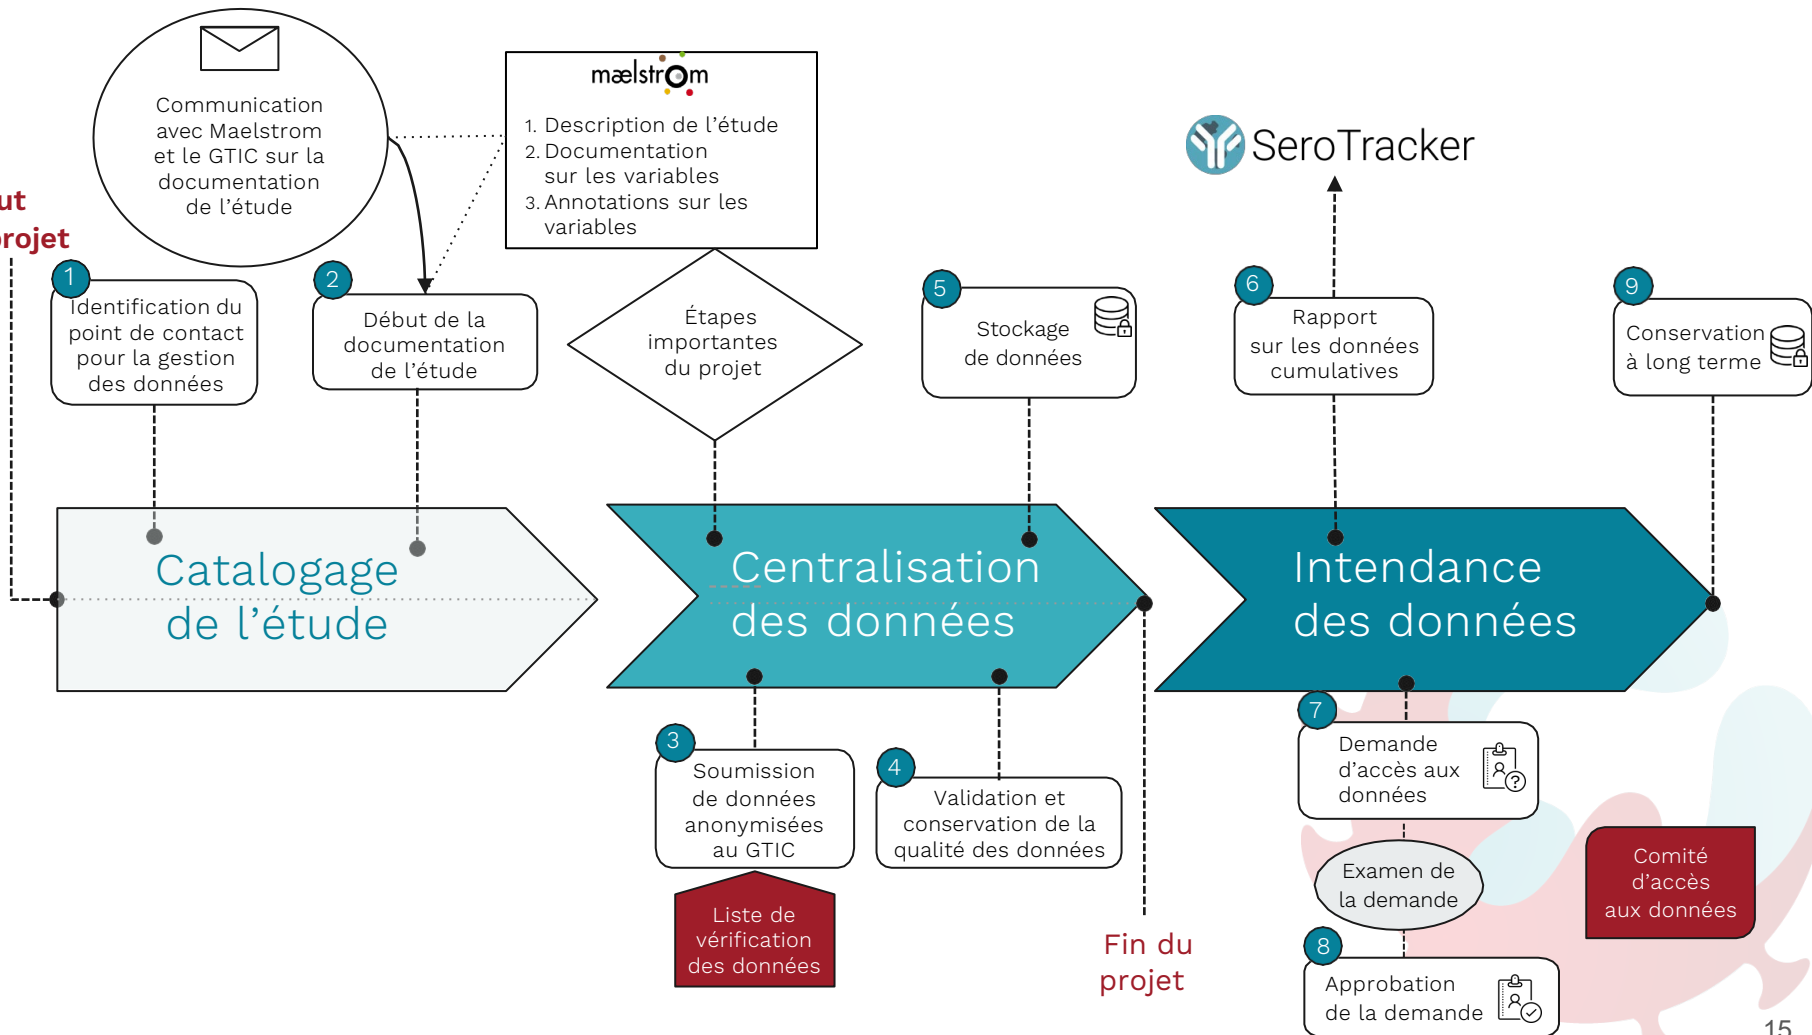 Communication
avec Maelstrom
et le GTIC sur la
documentation
de l'étude
mælstrom
1. Description de l'étude
2. Documentation
sur les variables
3. Annotations sur les
variables
SeroTracker
ut
rojet
1
Identification du
point de contact
pour la gestion
des données
2
Début de la
documentation
de l'étude
Étapes
importantes
du projet
5
Stockage
de données
6
Rapport
sur les données
cumulatives
9
Conservation
à long terme
Catalogage
de l'étude
Centralisation
des données
Intendance
des données
3
Soumission
de données
anonymisées
au GTIC
Liste de
vérification
des données
4
Validation et
conservation de la
qualité des données
Fin du
projet
7
Demande
d'accès aux
données
Examen de
la demande
8
Approbation
de la demande
Comité
d'accès
aux données
15